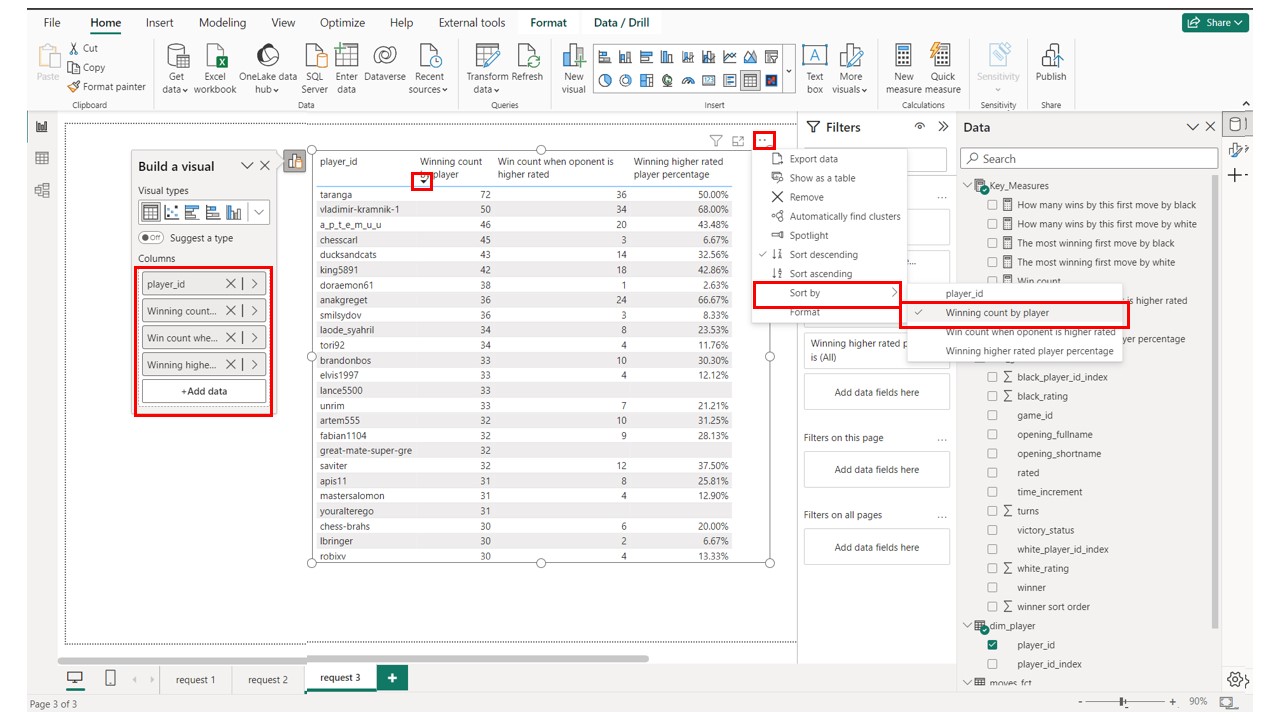 File Home Insert Modeling View Optimize Help External tools Format Data / Drill Share
Paste
Cut
Copy
Format painter
Clipboard
Get data
Excel workbook
OneLake data hub
SQL Server
Enter data
Dataverse
Recent sources
Data
Transform data
Refresh
Queries
New visual
Text box
More visuals
Insert
New measure
Quick measure
Calculations
Sensitivity
Sensitivity
Publish
Share
Build a visual
Visual types
Off Suggest a type
Columns
player_id
Winning count...
Win count whe...
Winning highe...
+Add data
player_id Winning count by player Win count when oponent is higher rated Winning higher rated player percentage
taranga 72 36 50.00%
vladimir-kramnik-1 50 34 68.00%
a_p_t_e_m_u_u 46 20 43.48%
chesscarl 45 3 6.67%
ducksandcats 43 14 32.56%
king5891 42 18 42.86%
doraemon61 38 1 2.63%
anakgreget 36 24 66.67%
smilsydov 36 3 8.33%
laode_syahril 34 8 23.53%
tori92 34 4 11.76%
brandonbos 33 10 30.30%
elvis1997 33 4 12.12%
lance5500 33
unrim 33 7 21.21%
artem555 32 10 31.25%
fabian1104 32 9 28.13%
great-mate-super-gre 32
saviter 32 12 37.50%
apis11 31 8 25.81%
mastersalomon 31 4 12.90%
youralterego 31
chess-brahs 30 6 20.00%
lbringer 30 2 6.67%
robixv 30 4 13.33%
Export data
Show as a table
Remove
Automatically find clusters
Spotlight
Sort descending
Sort ascending
Sort by
Format
player_id
Winning count by player
Win count when oponent is higher rated
Winning higher rated player percentage
Filters
Winning higher rated p
is (All)
Add data fields here
Filters on this page ...
Add data fields here
Filters on all pages ...
Add data fields here
Data
Search
Key_Measures
How many wins by this first move by black
How many wins by this first move by white
The most winning first move by black
The most winning first move by white
Win count
is higher rated
yer percentage
black_player_id_index
black_rating
game_id
opening_fullname
opening_shortname
rated
time_increment
turns
victory_status
white_player_id_index
white_rating
winner
winner sort order
dim_player
player_id
player_id_index
moves_fct
request 1 request 2 request 3 +
Page 3 of 3
- + 90%